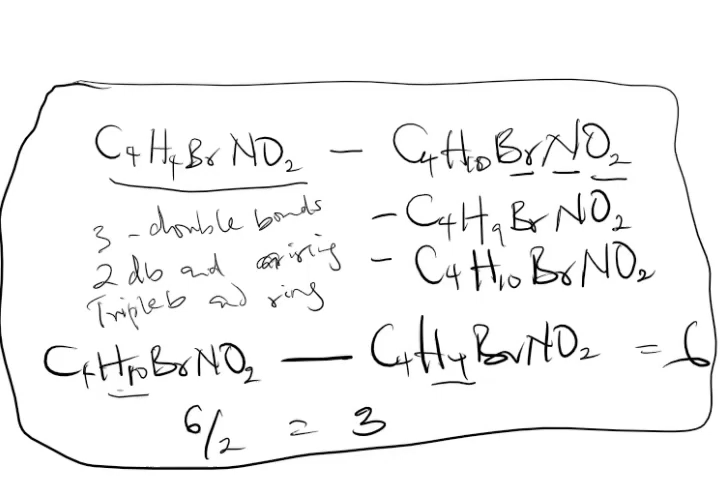 C₄H₄BrNO₂ — C₄H₁₀BrNO₂
3 - double bonds - C₄H₉BrNO₂
2 db and ring - C₄H₁₀BrNO₂
Triple b and ring
C₄H₁₀BrNO₂ — C₄H₄BrNO₂ = 6
6/2 = 3